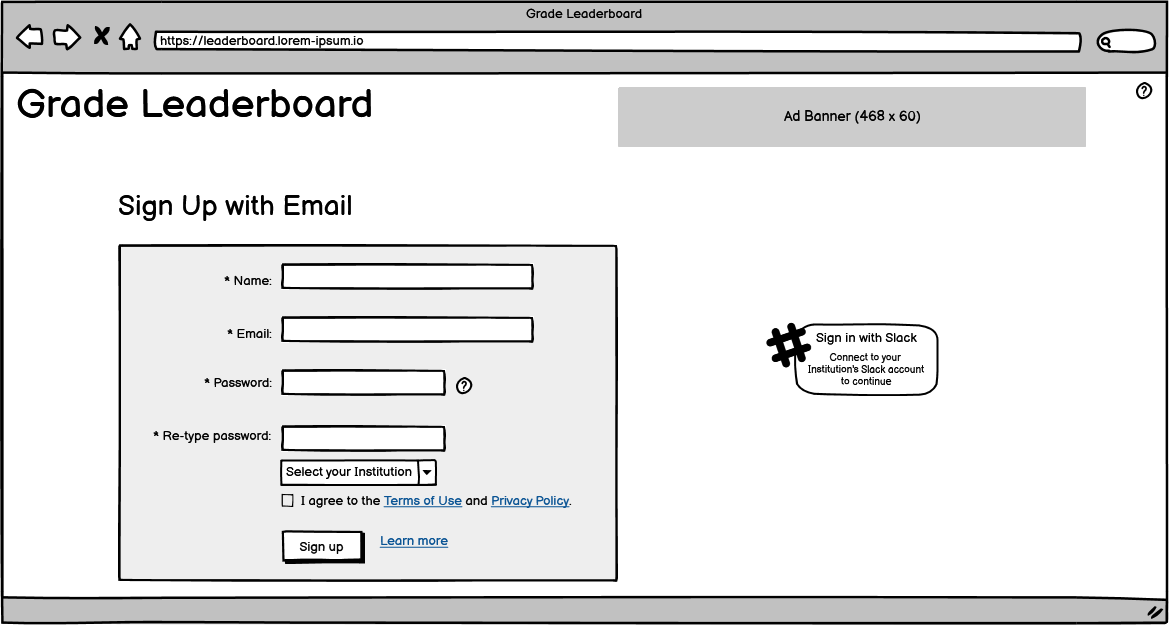 Grade Leaderboard
https://leaderboard.lorem-ipsum.io
Grade Leaderboard
Ad Banner (468 x 60)
?
Sign Up with Email
* Name:
* Email:
* Password:
?
* Re-type password:
Select your Institution
I agree to the Terms of Use and Privacy Policy.
Sign up
Learn more
Sign in with Slack
Connect to your
Institution's Slack account
to continue